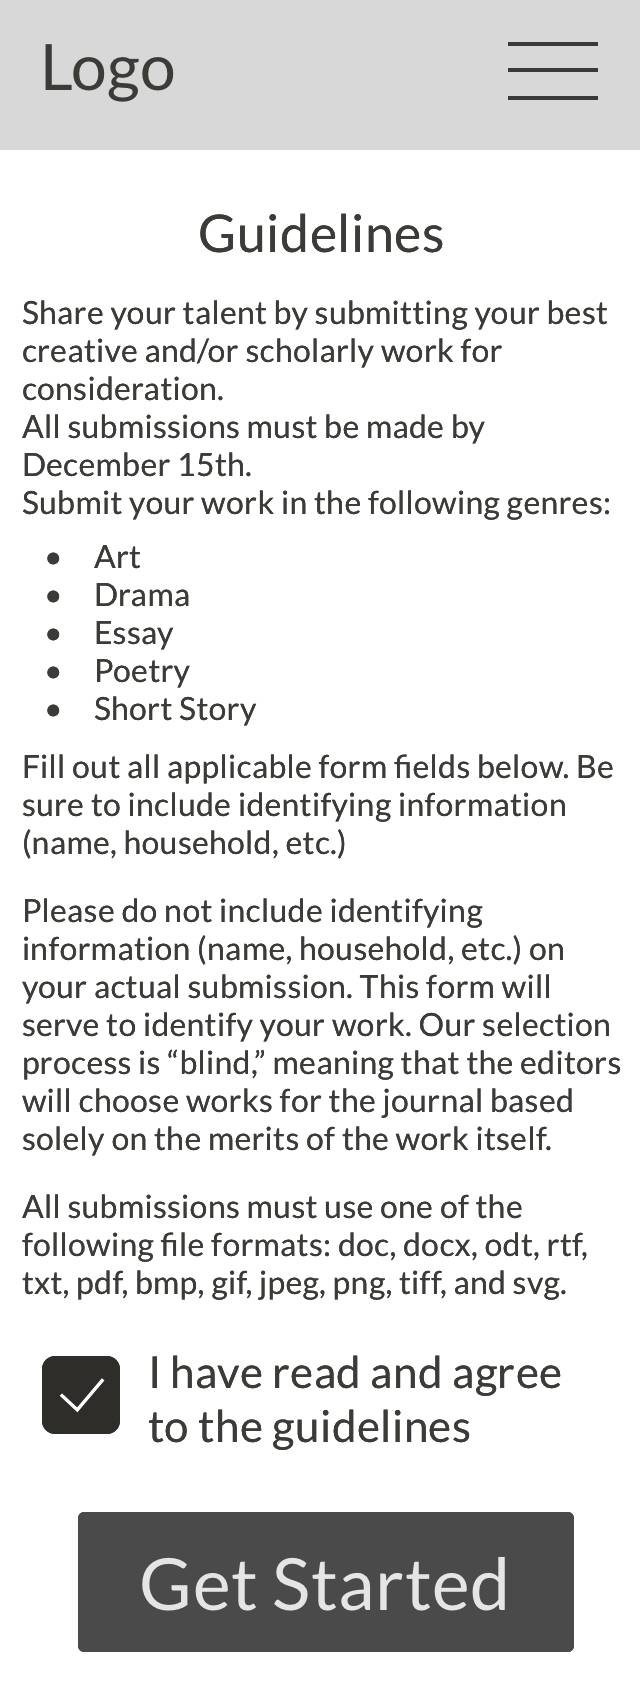 Logo
Guidelines
Share your talent by submitting your best
creative and/or scholarly work for
consideration.
All submissions must be made by
December 15th.
Submit your work in the following genres:
• Art
• Drama
• Essay
• Poetry
• Short Story
Fill out all applicable form fields below. Be
sure to include identifying information
(name, household, etc.)
Please do not include identifying
information (name, household, etc.) on
your actual submission. This form will
serve to identify your work. Our selection
process is “blind,” meaning that the editors
will choose works for the journal based
solely on the merits of the work itself.
All submissions must use one of the
following file formats: doc, docx, odt, rtf,
txt, pdf, bmp, gif, jpeg, png, tiff, and svg.
I have read and agree
to the guidelines
Get Started